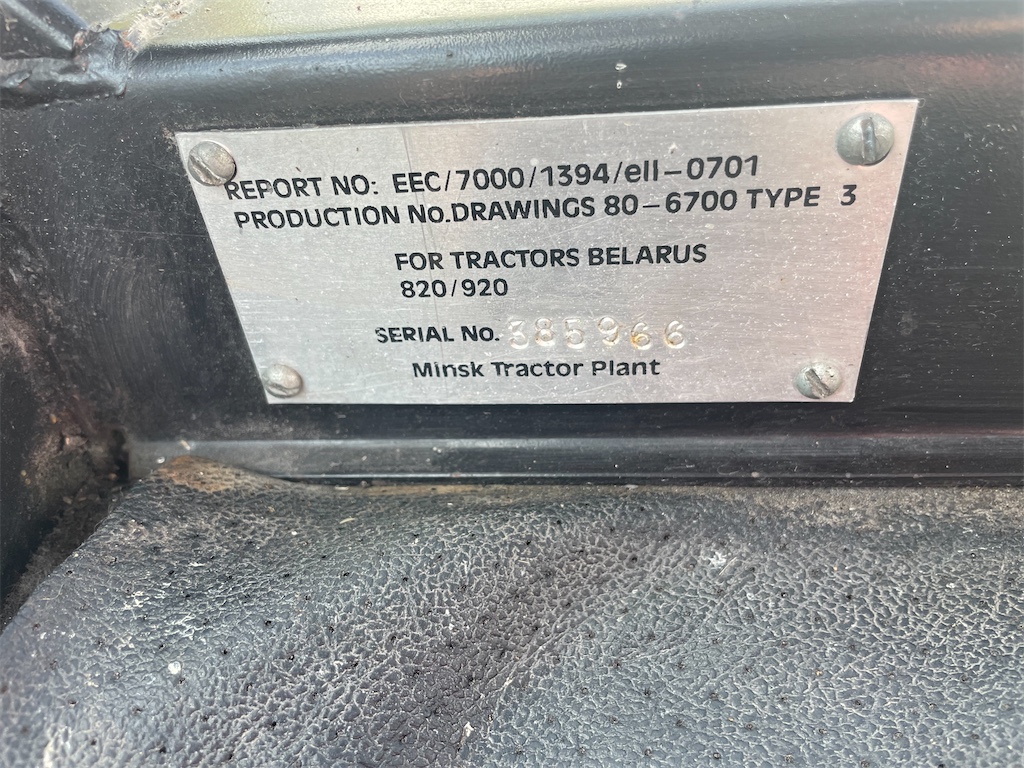 REPORT NO: EEC/7000/1394/ell-0701
PRODUCTION No.DRAWINGS 80-6700 TYPE 3
FOR TRACTORS BELARUS
820/920
SERIAL No. 385966
Minsk Tractor Plant